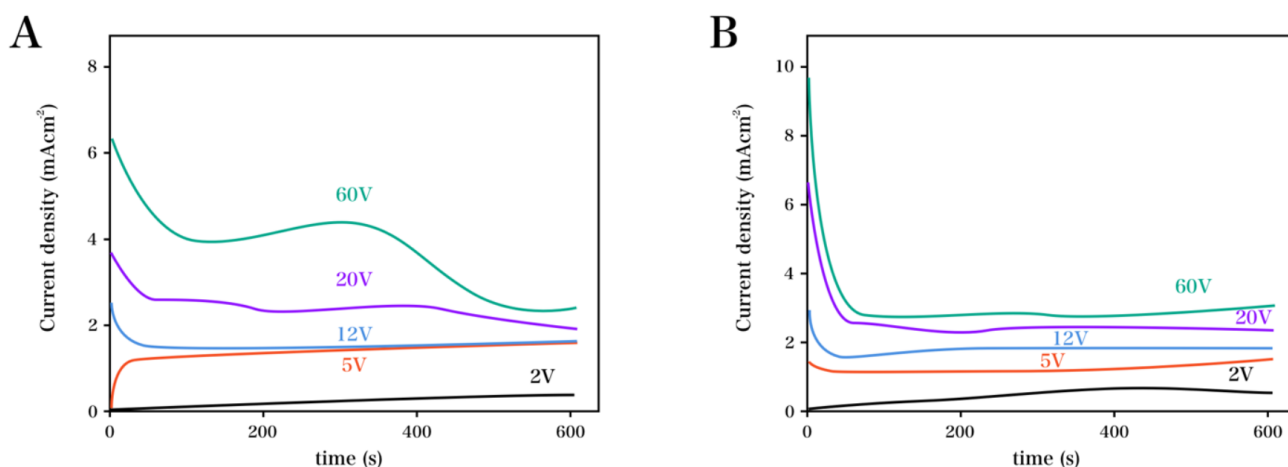 A
Current density (mAcm⁻²)
8
6
4
2
0
60V
20V
12V
5V
2V
0 200 400 600
time (s)
B
Current density (mAcm⁻²)
10
8
6
4
2
0
60V
20V
12V
5V
2V
0 200 400 600
time (s)